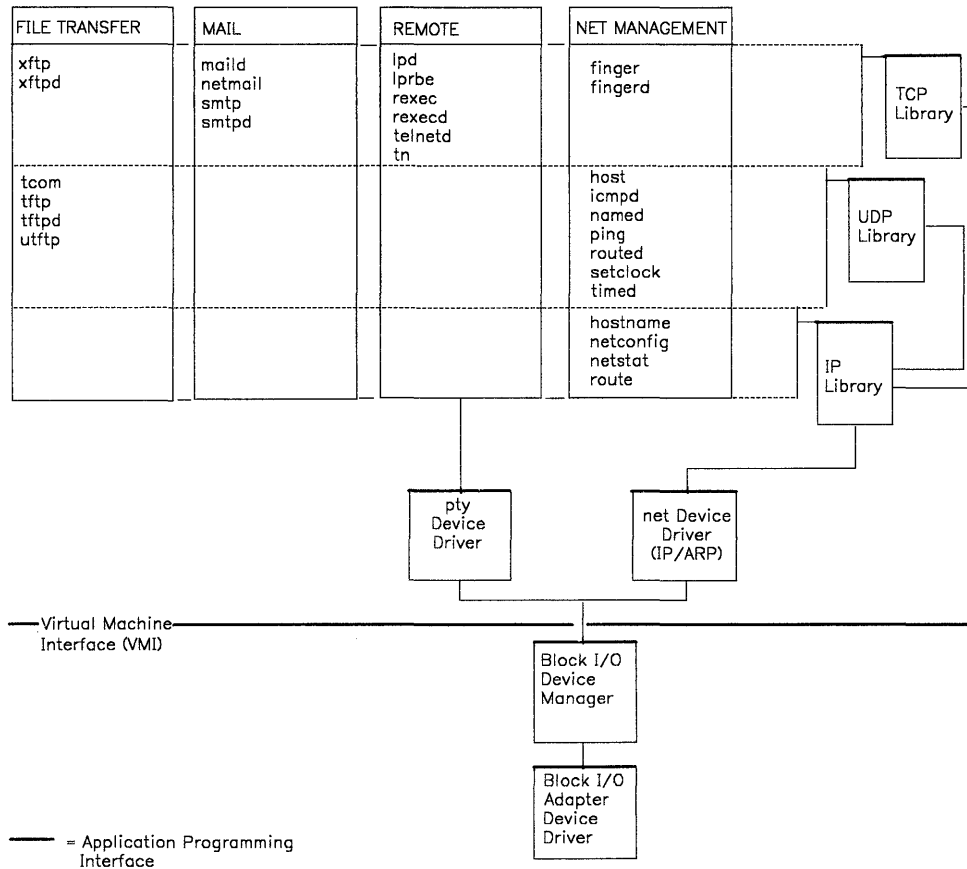 FILE TRANSFER
xftp
xftpd
tcom
tftp
tftpd
utftp
MAIL
maild
netmail
smtp
smtpd
REMOTE
lpd
lprbe
rexec
rexecd
telnetd
tn
NET MANAGEMENT
finger
fingerd
host
icmpd
named
ping
routed
setclock
timed
hostname
netconfig
netstat
route
TCP
Library
UDP
Library
IP
Library
pty
Device
Driver
net Device
Driver
(IP/ARP)
Virtual Machine
Interface (VMI)
Block I/O
Device
Manager
Block I/O
Adapter
Device
Driver
= Application Programming
Interface